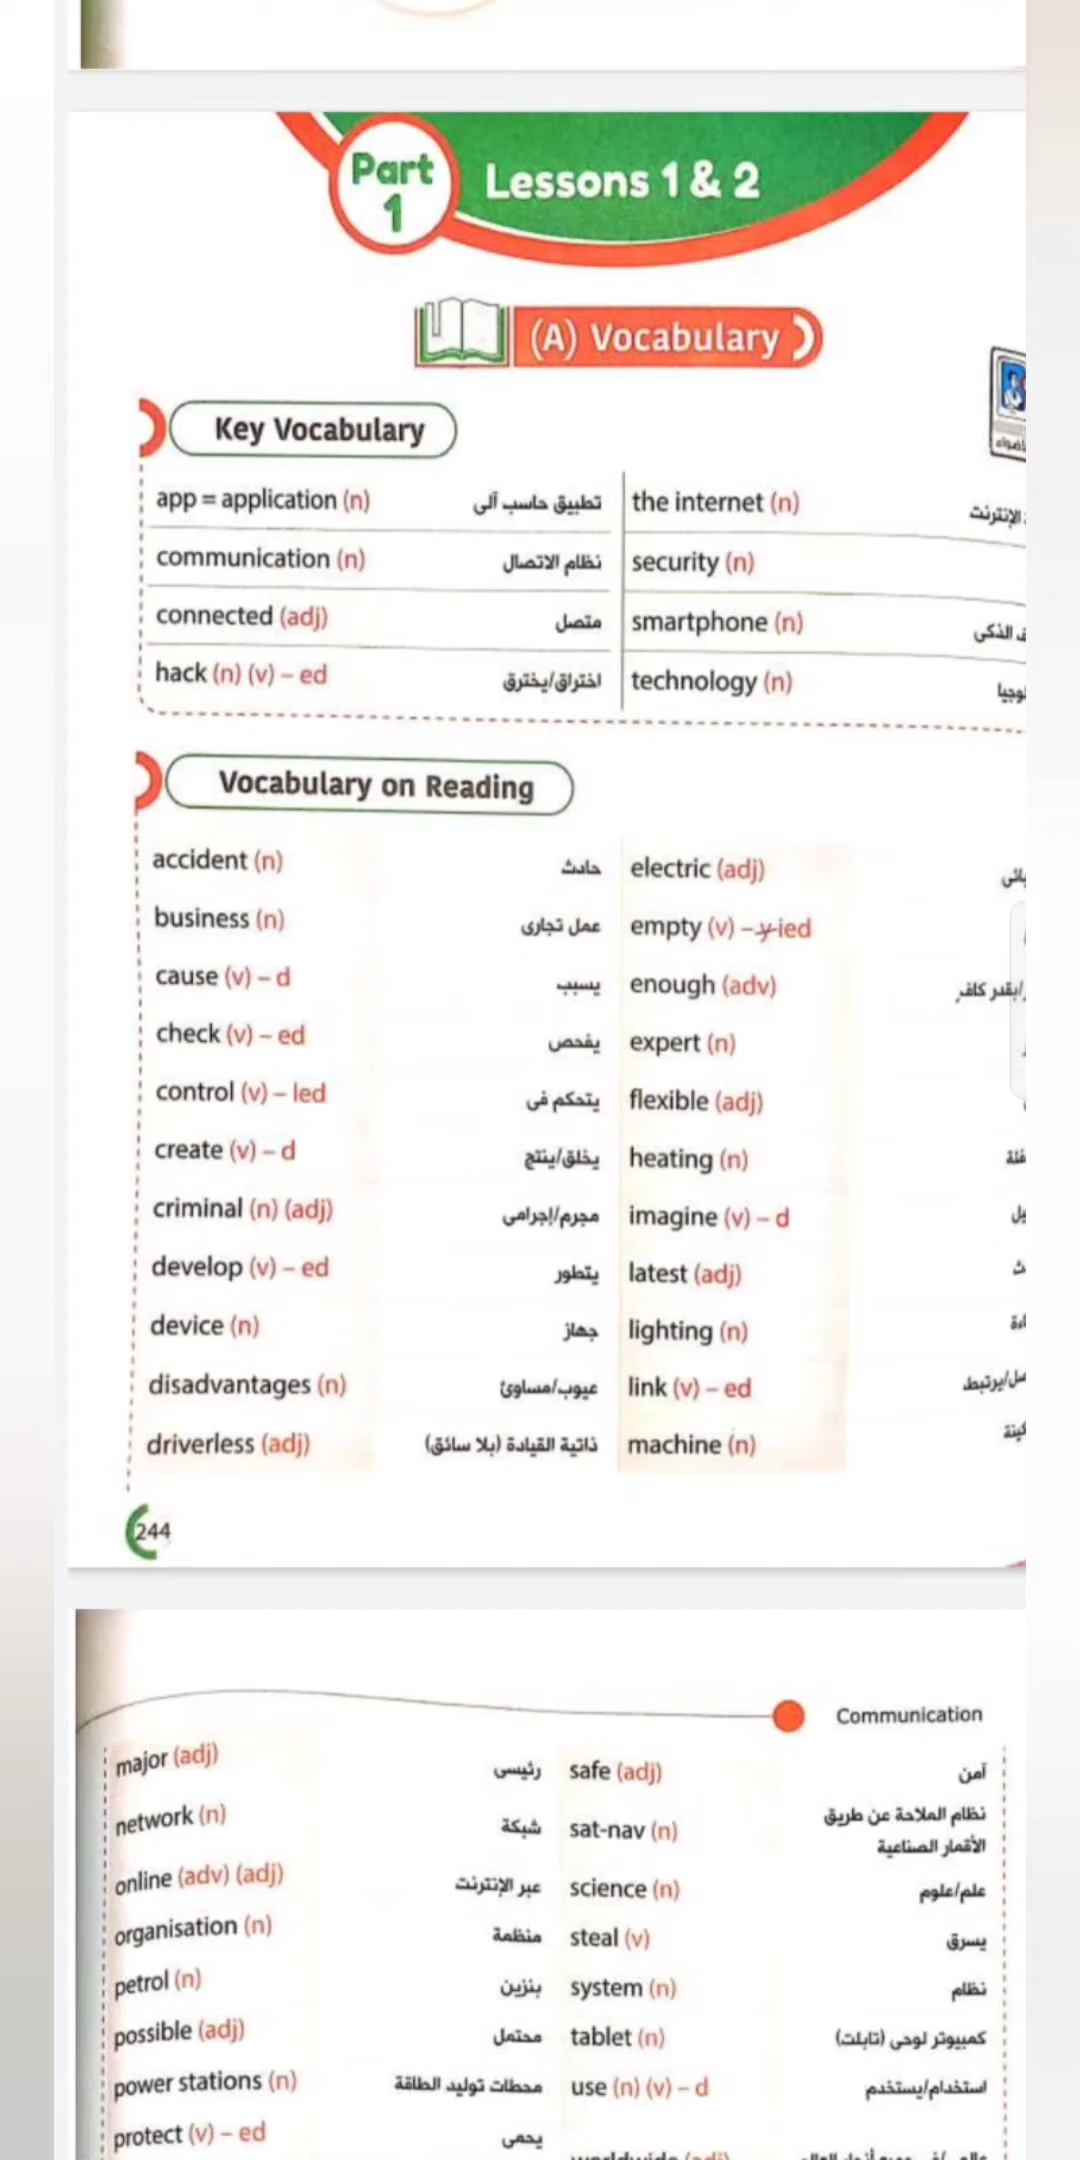 Part
1
Lessons 1 & 2
(A) Vocabulary
Key Vocabulary
app = application (n) تطبيق حاسب آلى the internet (n) الإنترنت
communication (n) نظام الاتصال security (n)
connected (adj) متصل smartphone (n) الذكى
hack (n) (v) – ed اختراق/يخترق technology (n)
Vocabulary on Reading
accident (n) حادث electric (adj)
business (n) عمل تجارى empty (v) – y ied
cause (v) – d يسبب enough (adv) بقدر كافٍ
check (v) – ed يفحص expert (n)
control (v) – led يتحكم فى flexible (adj)
create (v) – d يخلق/ينتج heating (n)
criminal (n) (adj) مجرم/إجرامى imagine (v) – d
develop (v) – ed يتطور latest (adj)
device (n) جهاز lighting (n)
disadvantages (n) عيوب/مساوئ link (v) – ed يرتبط
driverless (adj) ذاتية القيادة (بلا سائق) machine (n)
244
Communication
major (adj) رئيسى safe (adj) آمن
network (n) شبكة sat-nav (n) نظام الملاحة عن طريق
الأقمار الصناعية
online (adv) (adj) عبر الإنترنت science (n) علم/علوم
organisation (n) منظمة steal (v) يسرق
petrol (n) بنزين system (n) نظام
possible (adj) محتمل tablet (n) كمبيوتر لوحى (تابلت)
power stations (n) محطات توليد الطاقة use (n) (v) – d استخدام/يستخدم
protect (v) – ed يحمى